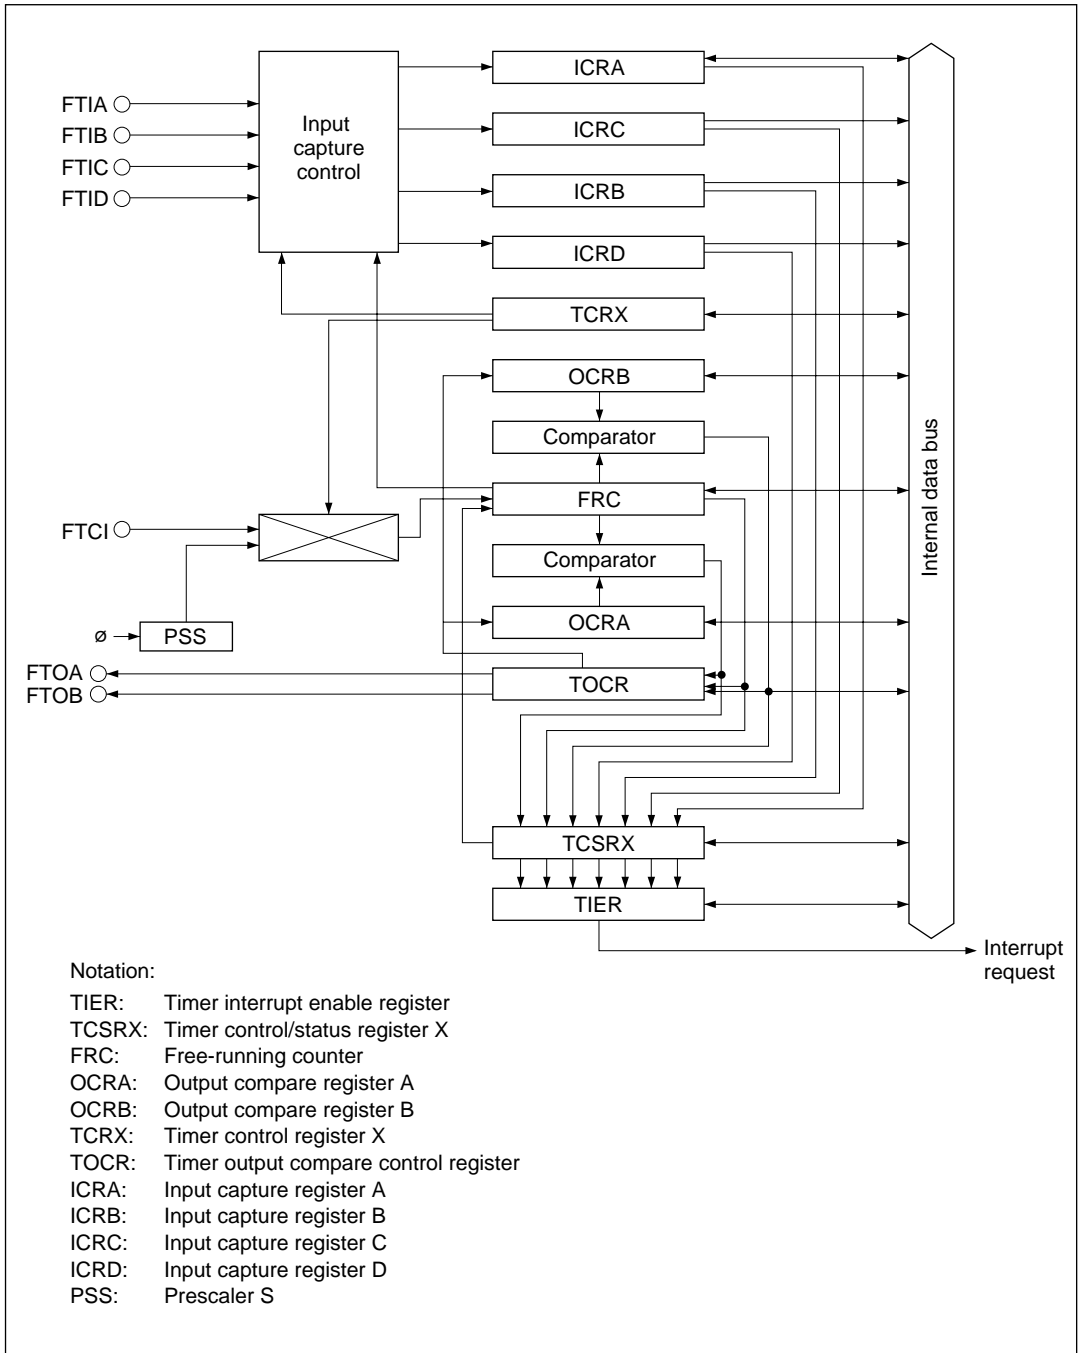 ICRA
FTIA
FTIB
FTIC
FTID
Input
capture
control
ICRC
ICRB
ICRD
TCRX
OCRB
Comparator
FRC
FTCI
Comparator
OCRA
ø
PSS
FTOA
FTOB
TOCR
TCSRX
TIER
Internal data bus
Interrupt
request
Notation:
TIER: Timer interrupt enable register
TCSRX: Timer control/status register X
FRC: Free-running counter
OCRA: Output compare register A
OCRB: Output compare register B
TCRX: Timer control register X
TOCR: Timer output compare control register
ICRA: Input capture register A
ICRB: Input capture register B
ICRC: Input capture register C
ICRD: Input capture register D
PSS: Prescaler S